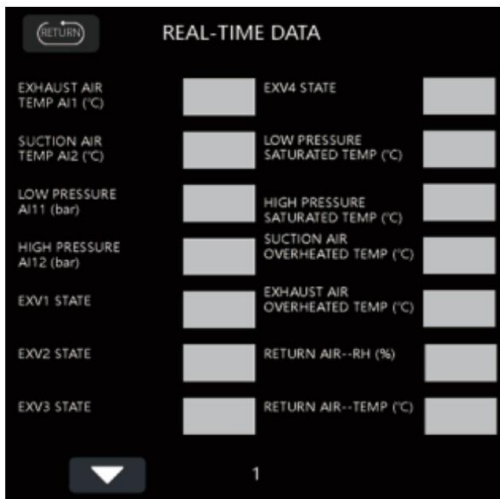 RETURN
REAL-TIME DATA
EXHAUST AIR
TEMP AI1 (℃)
SUCTION AIR
TEMP AI2 (℃)
LOW PRESSURE
AI11 (bar)
HIGH PRESSURE
AI12 (bar)
EXV1 STATE
EXV2 STATE
EXV3 STATE
EXV4 STATE
LOW PRESSURE
SATURATED TEMP (℃)
HIGH PRESSURE
SATURATED TEMP (℃)
SUCTION AIR
OVERHEATED TEMP (℃)
EXHAUST AIR
OVERHEATED TEMP (℃)
RETURN AIR--RH (%)
RETURN AIR--TEMP (℃)
1